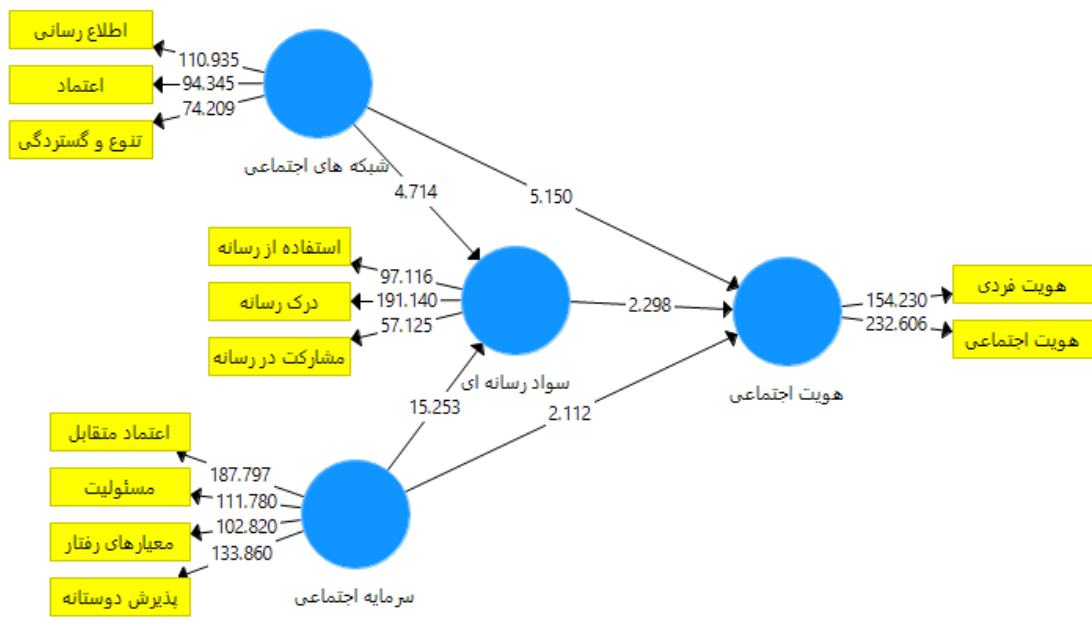 اطلاع رسانی
110.935
اعتماد
94.345
74.209
تنوع و گستردگی
شبکه های اجتماعی
4.714
5.150
استفاده از رسانه
97.116
درک رسانه
191.140
57.125
مشارکت در رسانه
سواد رسانه ای
2.298
154.230
هویت فردی
232.606
هویت اجتماعی
هویت اجتماعی
15.253
2.112
اعتماد متقابل
187.797
مسئولیت
111.780
102.820
معیارهای رفتار
133.860
پذیرش دوستانه
سرمایه اجتماعی